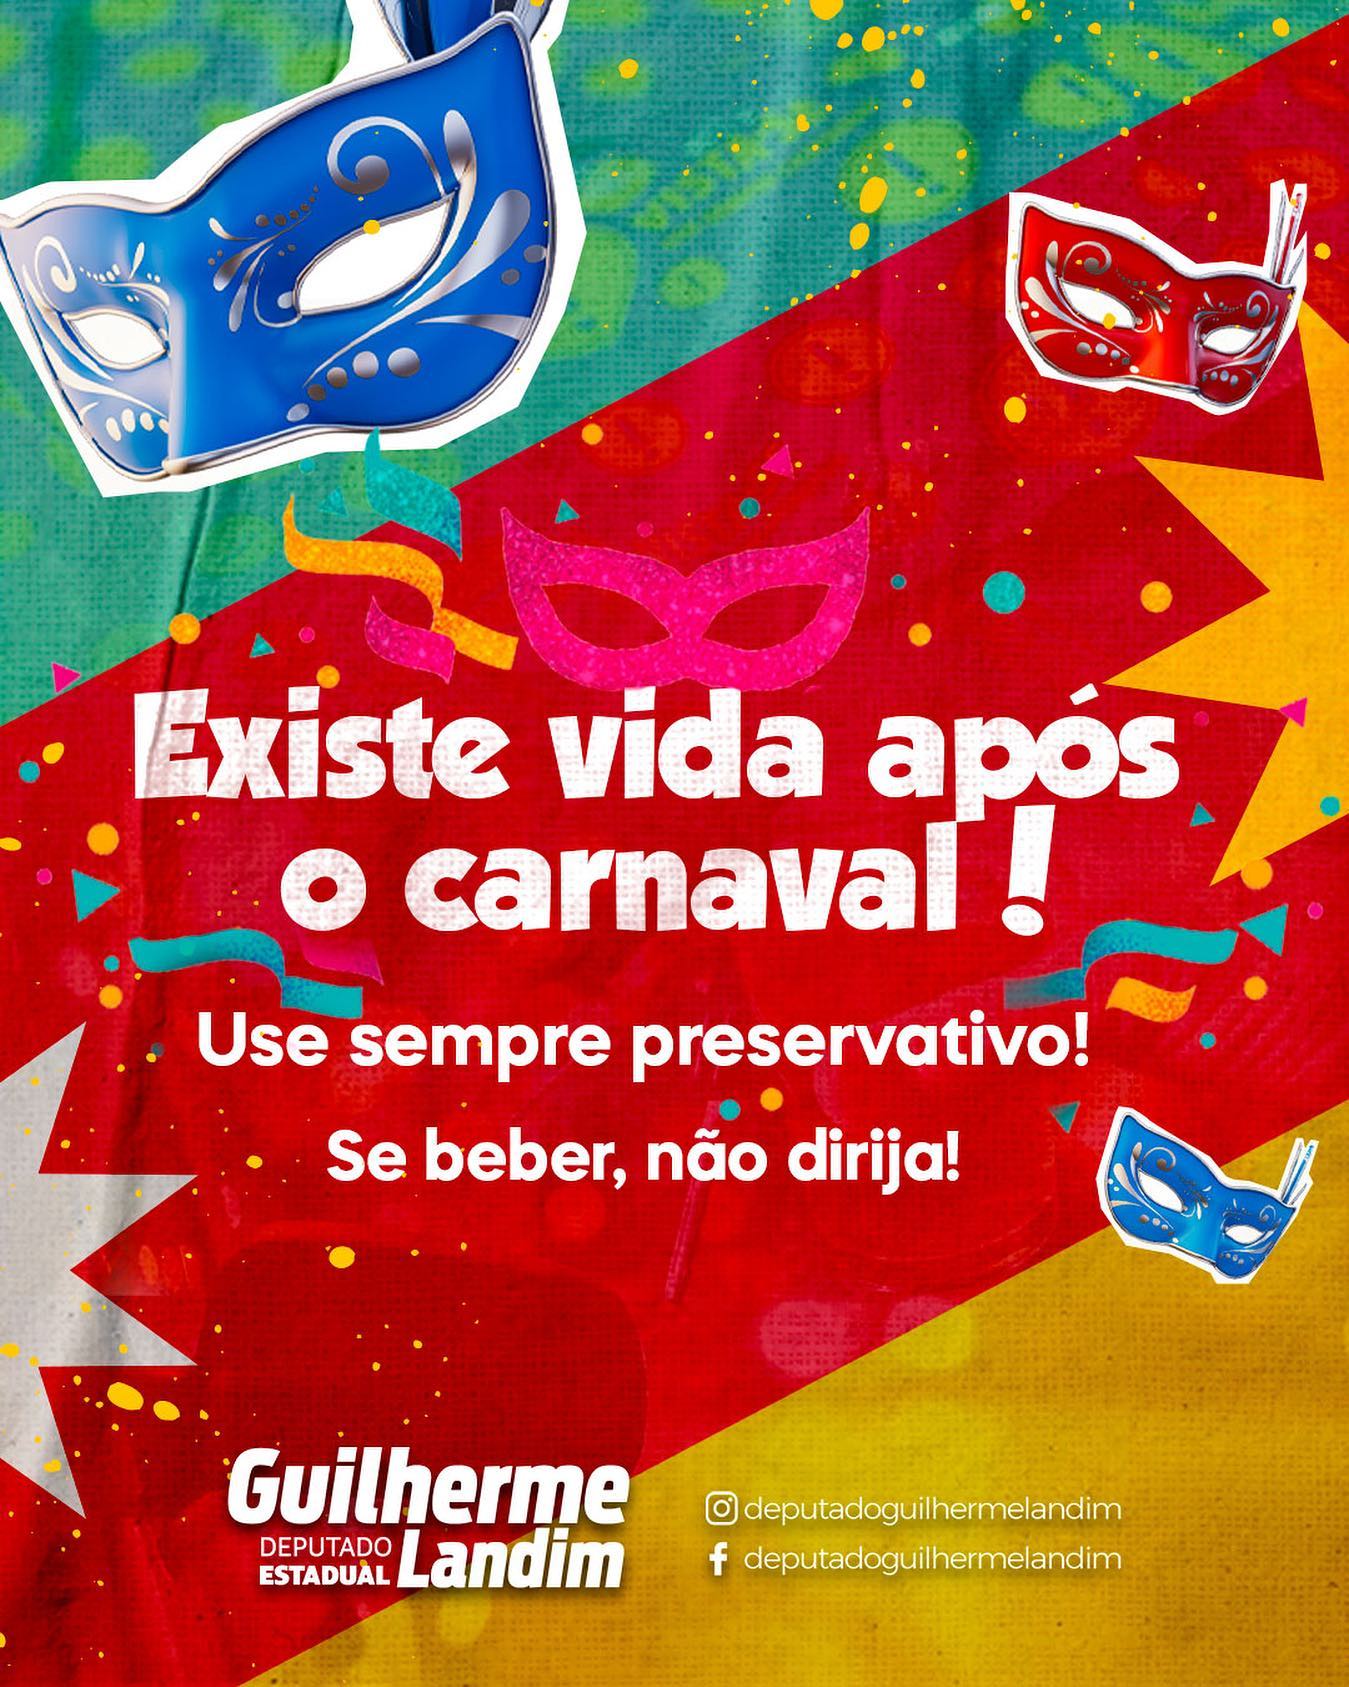 Existe vida após
o carnaval!
Use sempre preservativo!
Se beber, não dirija!
Guilherme
DEPUTADO
ESTADUAL Landim
deputadoguilhermelandim
deputadoguilhermelandim